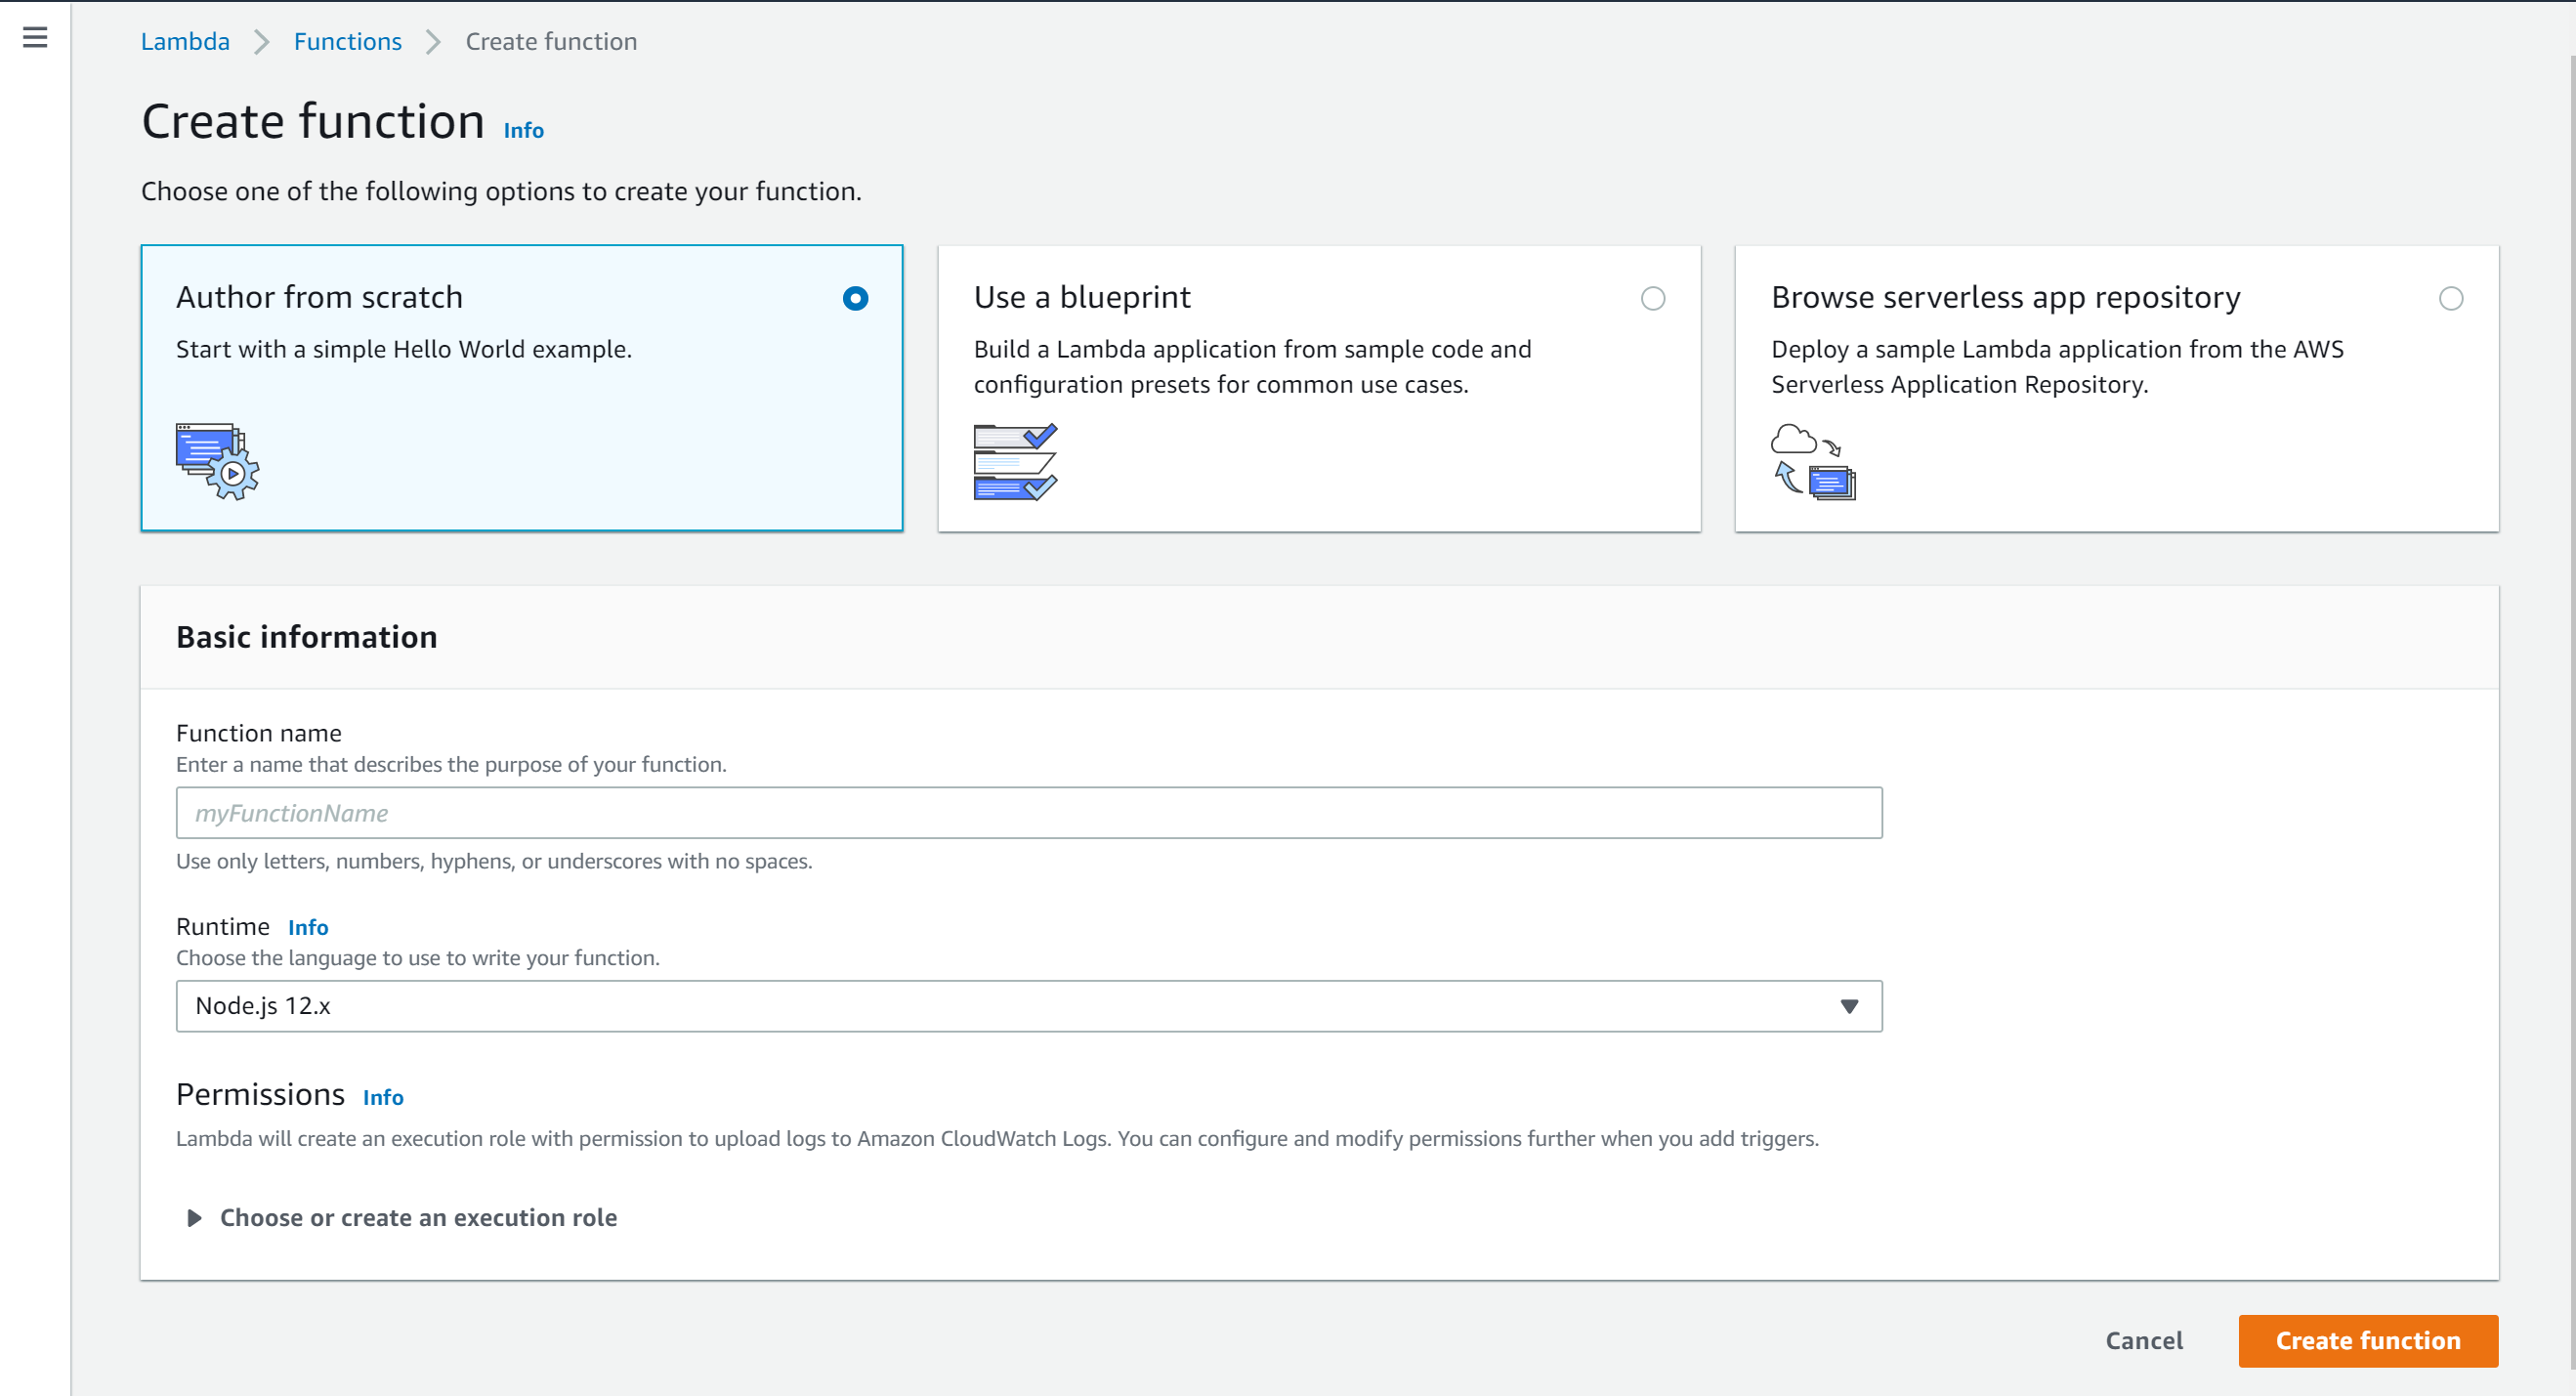 Lambda > Functions > Create function
Create function Info
Choose one of the following options to create your function.
Author from scratch
Start with a simple Hello World example.
Use a blueprint
Build a Lambda application from sample code and
configuration presets for common use cases.
Browse serverless app repository
Deploy a sample Lambda application from the AWS
Serverless Application Repository.
Basic information
Function name
Enter a name that describes the purpose of your function.
myFunctionName
Use only letters, numbers, hyphens, or underscores with no spaces.
Runtime Info
Choose the language to use to write your function.
Node.js 12.x
Permissions Info
Lambda will create an execution role with permission to upload logs to Amazon CloudWatch Logs. You can configure and modify permissions further when you add triggers.
Choose or create an execution role
Cancel
Create function